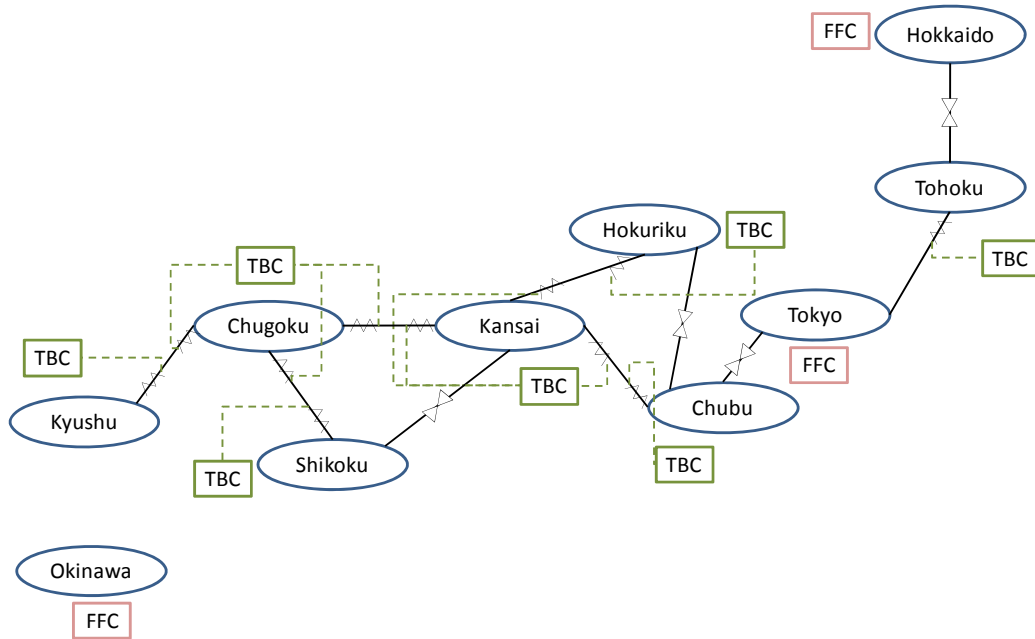 FFC
Hokkaido
Tohoku
Hokuriku
TBC
TBC
TBC
Chugoku
Kansai
Tokyo
TBC
FFC
TBC
Kyushu
Chubu
Shikoku
TBC
TBC
Okinawa
FFC